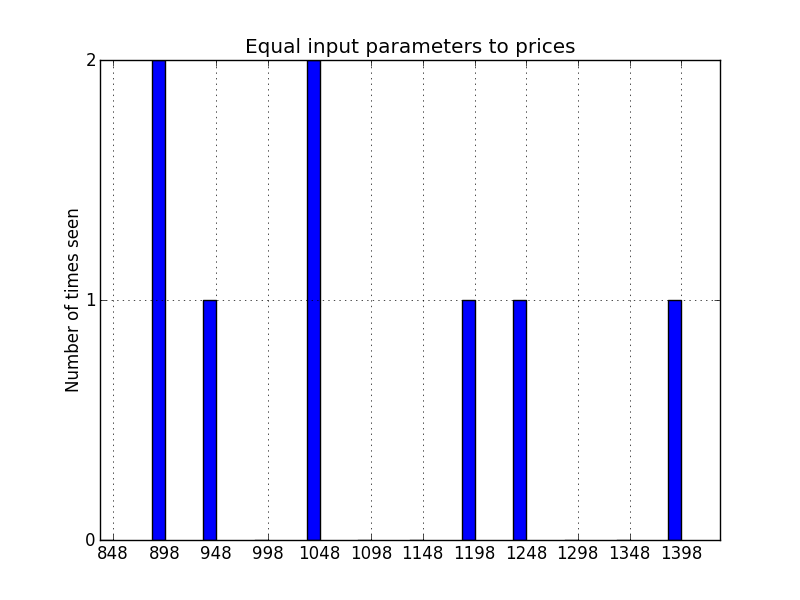 Equal input parameters to prices
Number of times seen
2
1
0
848 898 948 998 1048 1098 1148 1198 1248 1298 1348 1398